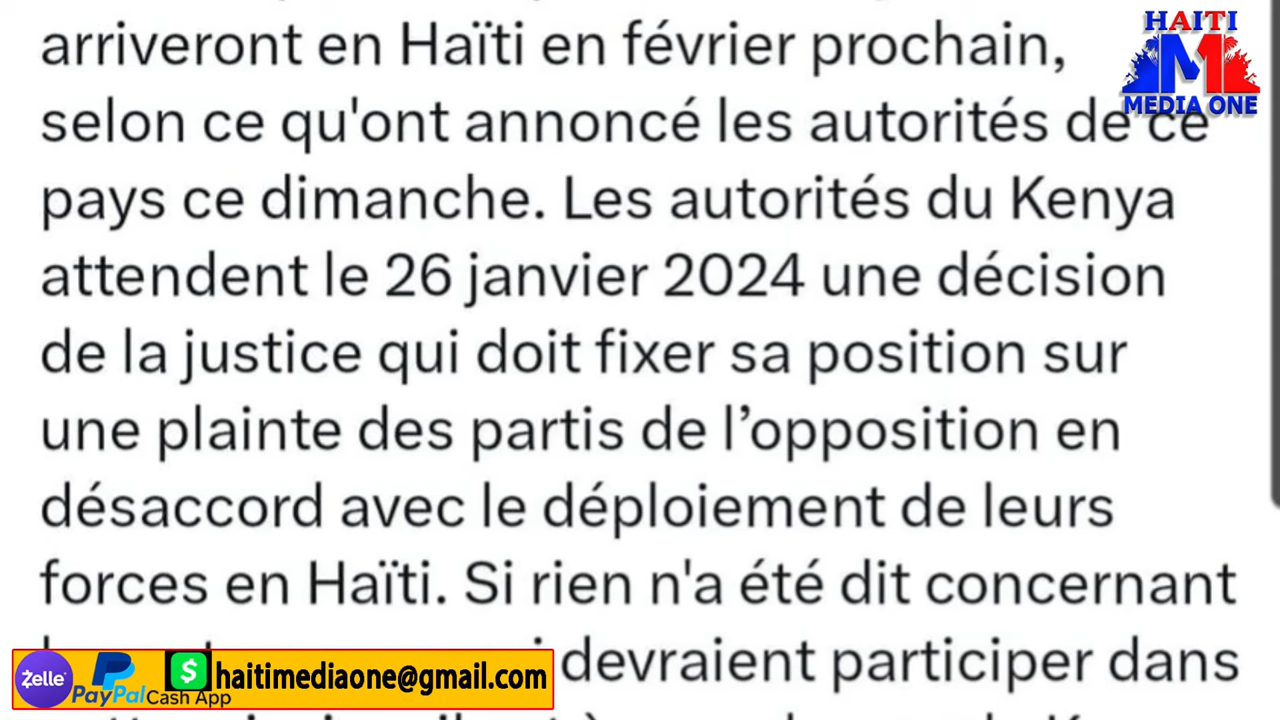 arriveront en Haïti en février prochain,
selon ce qu'ont annoncé les autorités de ce
pays ce dimanche. Les autorités du Kenya
attendent le 26 janvier 2024 une décision
de la justice qui doit fixer sa position sur
une plainte des partis de l’opposition en
désaccord avec le déploiement de leurs
forces en Haïti. Si rien n'a été dit concernant
devraient participer dans
HAITI
M
MEDIA ONE
Zelle
PayPal
$
Cash App
haitimediaone@gmail.com